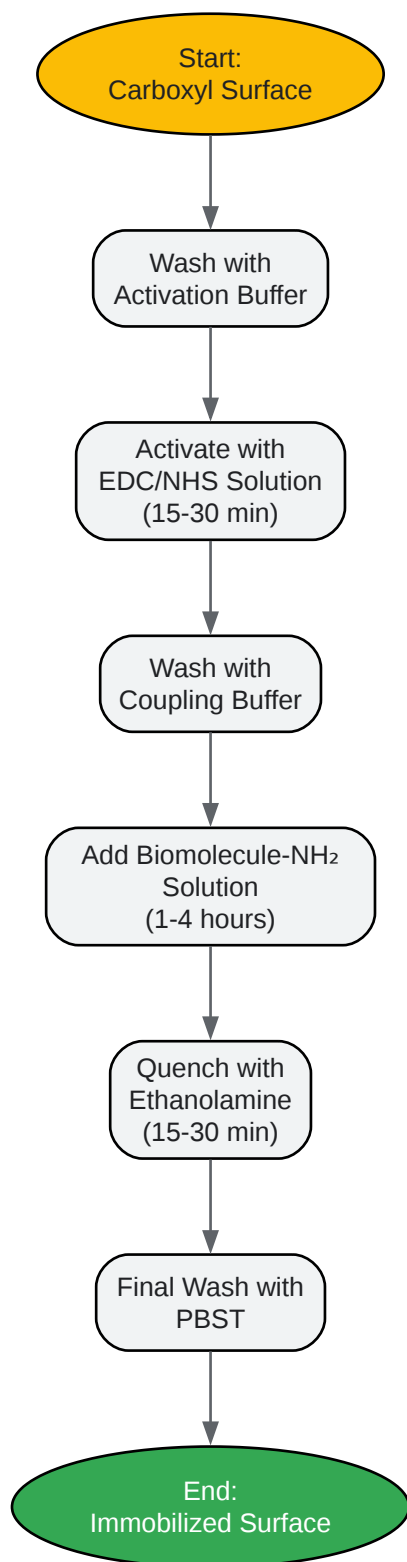 Start:
Carboxyl Surface
Wash with
Activation Buffer
Activate with
EDC/NHS Solution
(15-30 min)
Wash with
Coupling Buffer
Add Biomolecule-NH₂
Solution
(1-4 hours)
Quench with
Ethanolamine
(15-30 min)
Final Wash with
PBST
End:
Immobilized Surface